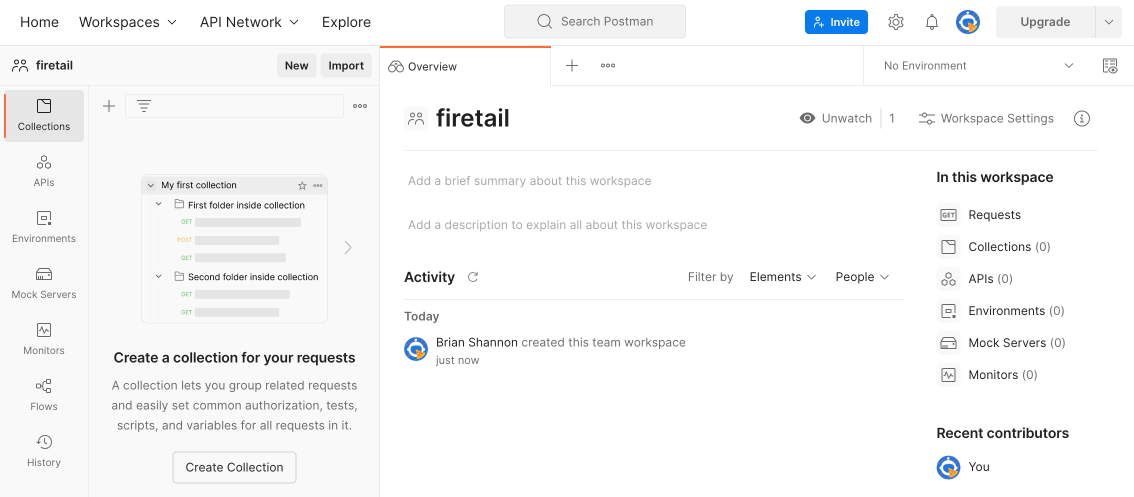 Home Workspaces API Network Explore Search Postman Invite Upgrade
firetail New Import
Overview No Environment
Collections
APIs
Environments
Mock Servers
Monitors
Flows
History
My first collection
First folder inside collection
GET
POST
GET
Second folder inside collection
GET
GET
Create a collection for your requests
A collection lets you group related requests
and easily set common authorization, tests,
scripts, and variables for all requests in it.
Create Collection
firetail Unwatch 1 Workspace Settings
Add a brief summary about this workspace
Add a description to explain all about this workspace
Activity Filter by Elements People
Today
Brian Shannon created this team workspace
just now
In this workspace
GET Requests
Collections (0)
APIs (0)
Environments (0)
Mock Servers (0)
Monitors (0)
Recent contributors
You